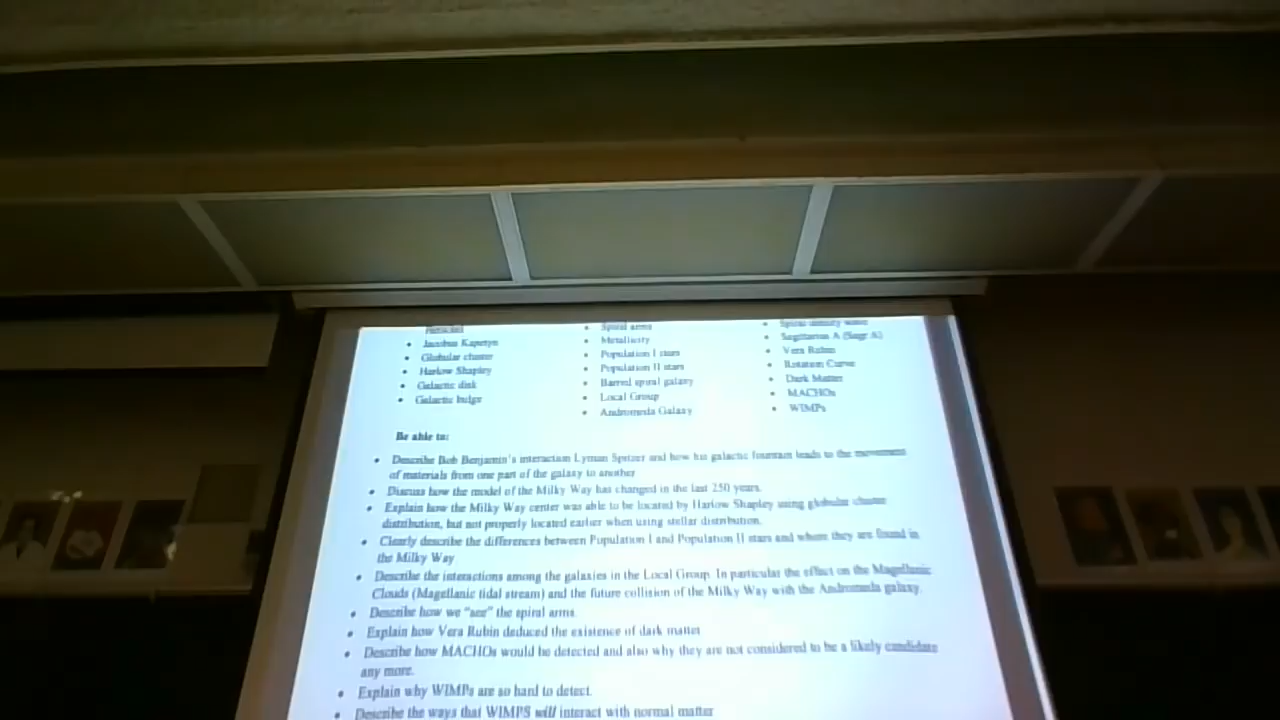 Herschel
Jacobus Kapetyn
Globular cluster
Harlow Shapley
Galactic disk
Galactic bulge
Spiral arms
Metallicity
Population I stars
Population II stars
Barred spiral galaxy
Local Group
Andromeda Galaxy
Spiral density wave
Sagittarius A (Sagr A)
Vera Rubin
Rotation Curve
Dark Matter
MACHOs
WIMPs
Be able to:
Describe Bob Benjamin's interaction Lyman Spitzer and how his galactic fountain leads to the movement
of materials from one part of the galaxy to another
Discuss how the model of the Milky Way has changed in the last 250 years.
Explain how the Milky Way center was able to be located by Harlow Shapley using globular cluster
distribution, but not properly located earlier when using stellar distribution.
Clearly describe the differences between Population I and Population II stars and where they are found in
the Milky Way
Describe the interactions among the galaxies in the Local Group. In particular the effect on the Magellanic
Clouds (Magellanic tidal stream) and the future collision of the Milky Way with the Andromeda galaxy.
Describe how we "see" the spiral arms.
Explain how Vera Rubin deduced the existence of dark matter
Describe how MACHOs would be detected and also why they are not considered to be a likely candidate
any more.
Explain why WIMPs are so hard to detect.
Describe the ways that WIMPS will interact with normal matter